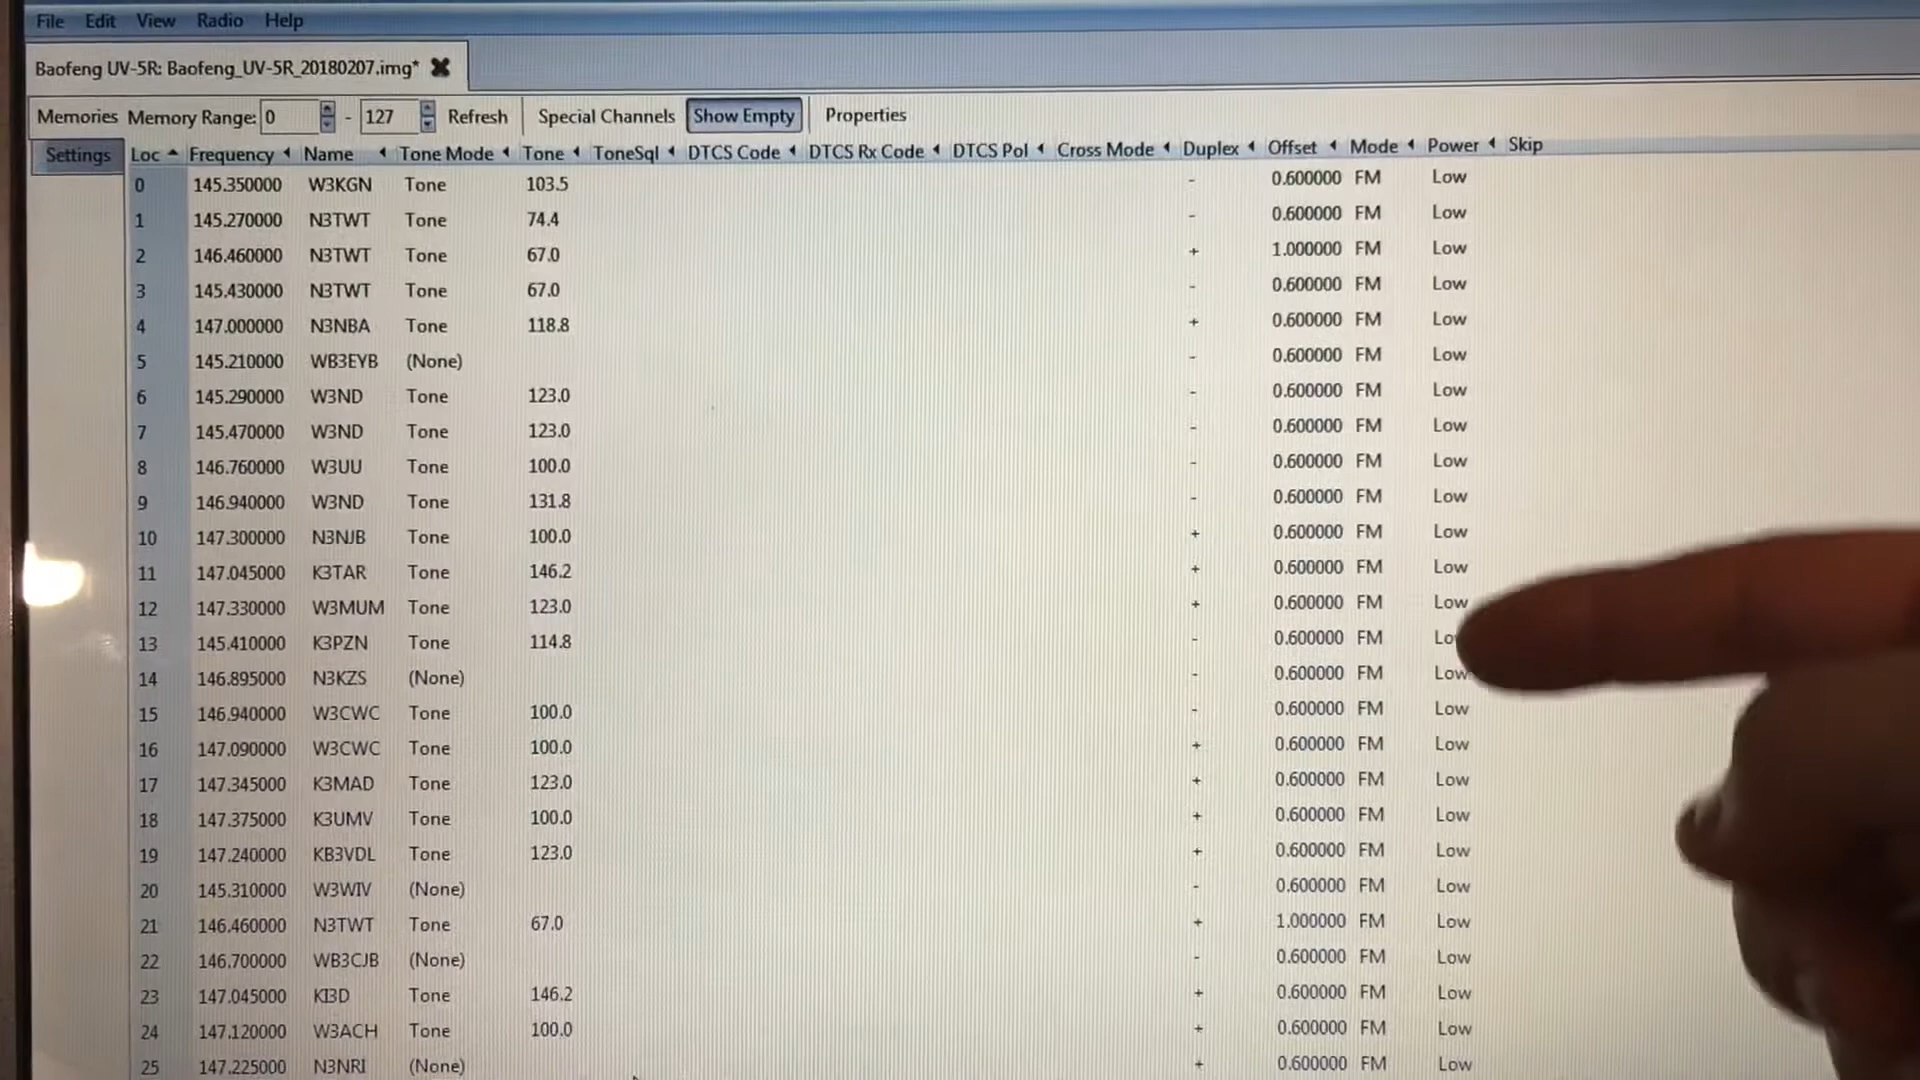 File Edit View Radio Help
Baofeng UV-5R: Baofeng_UV-5R_20180207.img*
Memories Memory Range: 0 - 127 Refresh Special Channels Show Empty Properties
Settings Loc Frequency Name Tone Mode Tone ToneSql DTCS Code DTCS Rx Code DTCS Pol Cross Mode Duplex Offset Mode Power Skip
0 145.350000 W3KGN Tone 103.5 - 0.600000 FM Low
1 145.270000 N3TWT Tone 74.4 - 0.600000 FM Low
2 146.460000 N3TWT Tone 67.0 + 1.000000 FM Low
3 145.430000 N3TWT Tone 67.0 - 0.600000 FM Low
4 147.000000 N3NBA Tone 118.8 + 0.600000 FM Low
5 145.210000 WB3EYB (None) - 0.600000 FM Low
6 145.290000 W3ND Tone 123.0 - 0.600000 FM Low
7 145.470000 W3ND Tone 123.0 - 0.600000 FM Low
8 146.760000 W3UU Tone 100.0 - 0.600000 FM Low
9 146.940000 W3ND Tone 131.8 - 0.600000 FM Low
10 147.300000 N3NJB Tone 100.0 + 0.600000 FM Low
11 147.045000 K3TAR Tone 146.2 + 0.600000 FM Low
12 147.330000 W3MUM Tone 123.0 + 0.600000 FM Low
13 145.410000 K3PZN Tone 114.8 - 0.600000 FM
14 146.895000 N3KZS (None) - 0.600000 FM Low
15 146.940000 W3CWC Tone 100.0 - 0.600000 FM Low
16 147.090000 W3CWC Tone 100.0 + 0.600000 FM Low
17 147.345000 K3MAD Tone 123.0 + 0.600000 FM Low
18 147.375000 K3UMV Tone 100.0 + 0.600000 FM Low
19 147.240000 KB3VDL Tone 123.0 + 0.600000 FM Low
20 145.310000 W3WIV (None) - 0.600000 FM Low
21 146.460000 N3TWT Tone 67.0 + 1.000000 FM Low
22 146.700000 WB3CJB (None) - 0.600000 FM Low
23 147.045000 KI3D Tone 146.2 + 0.600000 FM Low
24 147.120000 W3ACH Tone 100.0 + 0.600000 FM Low
25 147.225000 N3NRI (None) + 0.600000 FM Low